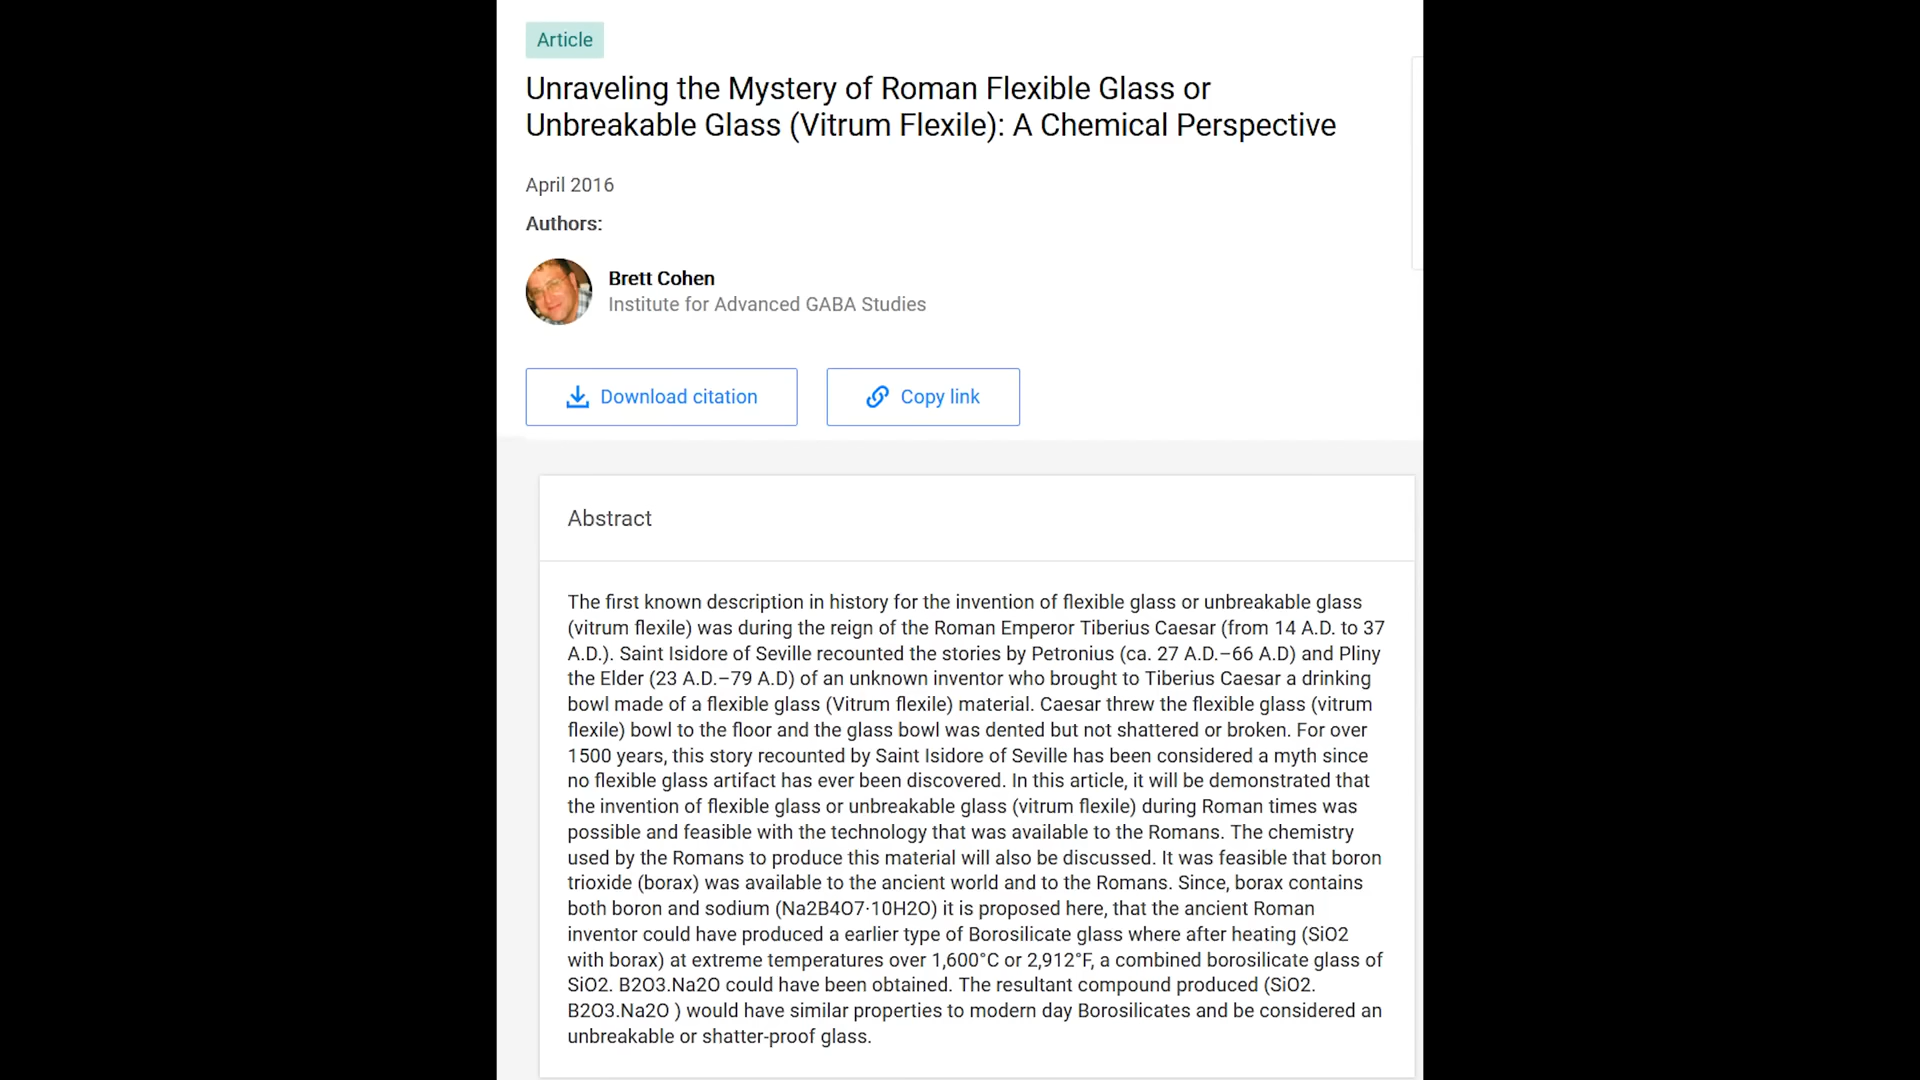 Article
Unraveling the Mystery of Roman Flexible Glass or
Unbreakable Glass (Vitrum Flexile): A Chemical Perspective
April 2016
Authors:
Brett Cohen
Institute for Advanced GABA Studies
Download citation
Copy link
Abstract
The first known description in history for the invention of flexible glass or unbreakable glass
(vitrum flexile) was during the reign of the Roman Emperor Tiberius Caesar (from 14 A.D. to 37
A.D.). Saint Isidore of Seville recounted the stories by Petronius (ca. 27 A.D.–66 A.D) and Pliny
the Elder (23 A.D.–79 A.D) of an unknown inventor who brought to Tiberius Caesar a drinking
bowl made of a flexible glass (Vitrum flexile) material. Caesar threw the flexible glass (vitrum
flexile) bowl to the floor and the glass bowl was dented but not shattered or broken. For over
1500 years, this story recounted by Saint Isidore of Seville has been considered a myth since
no flexible glass artifact has ever been discovered. In this article, it will be demonstrated that
the invention of flexible glass or unbreakable glass (vitrum flexile) during Roman times was
possible and feasible with the technology that was available to the Romans. The chemistry
used by the Romans to produce this material will also be discussed. It was feasible that boron
trioxide (borax) was available to the ancient world and to the Romans. Since, borax contains
both boron and sodium (Na2B4O7·10H2O) it is proposed here, that the ancient Roman
inventor could have produced a earlier type of Borosilicate glass where after heating (SiO2
with borax) at extreme temperatures over 1,600°C or 2,912°F, a combined borosilicate glass of
SiO2. B2O3.Na2O could have been obtained. The resultant compound produced (SiO2.
B2O3.Na2O ) would have similar properties to modern day Borosilicates and be considered an
unbreakable or shatter-proof glass.